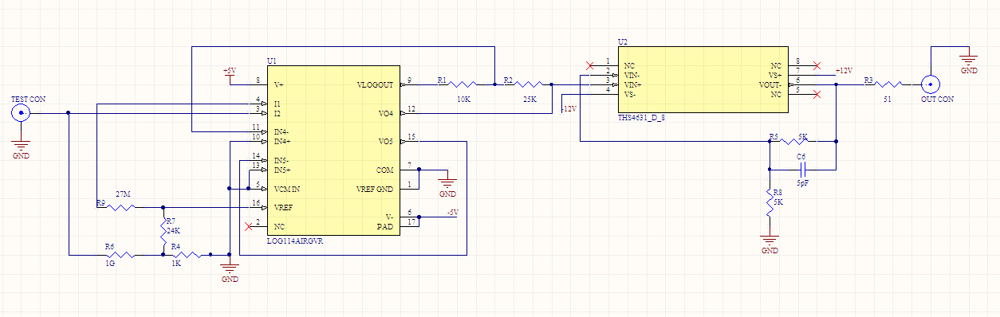 U2
U1
1 NC
2 VIN-
3 VIN+
4 VS-
NC 8
VS+ 7
VOUT- 6
NC 5
THS4631_D_8
+12V
-12V
GND
R3
51
OUT CON
+5V
8 V+
4 I1
3 I2
11 IN4-
10 IN4+
14 IN5-
13 IN5+
5 VCM IN
16 VREF
2 NC
VLOGOUT 9
VO4 12
VO5 15
COM 7
VREF GND 1
V- 6
PAD 17
LOG114AIRGVR
R1
10K
R2
25K
TEST CON
GND
R5 5K
C6
5pF
R8
5K
GND
GND
-5V
R9
27M
R7
24K
R6
1G
R4
1K
GND